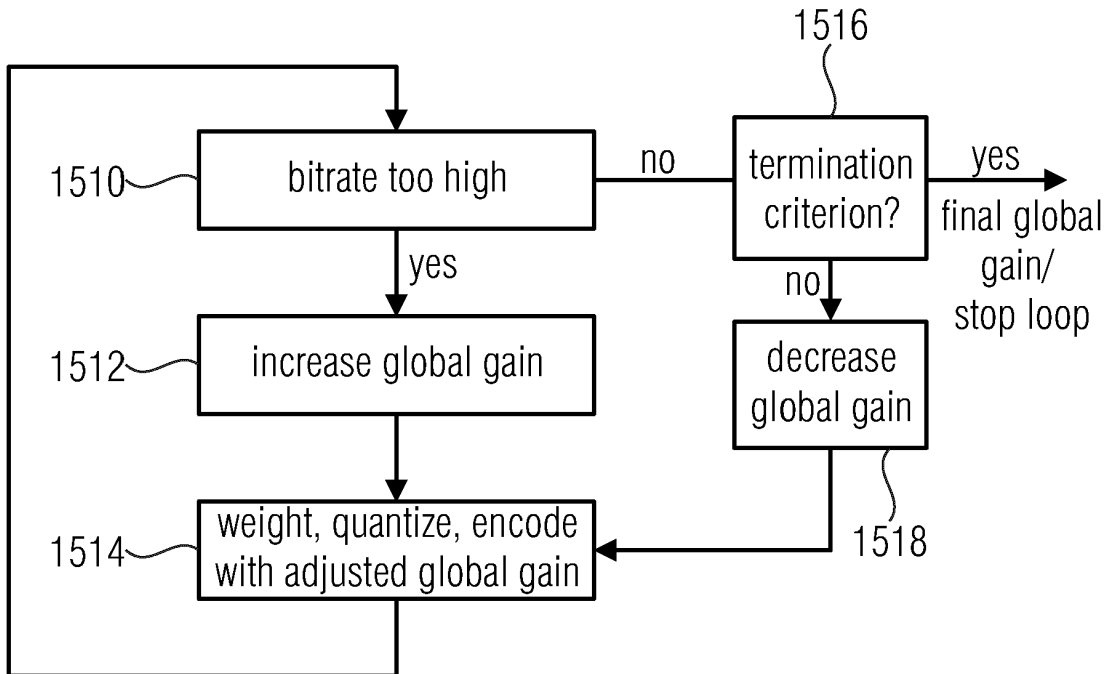 1516
1510
bitrate too high
no
termination
criterion?
yes
final global
gain/
stop loop
yes
no
1512
increase global gain
decrease
global gain
1514
weight, quantize, encode
with adjusted global gain
1518